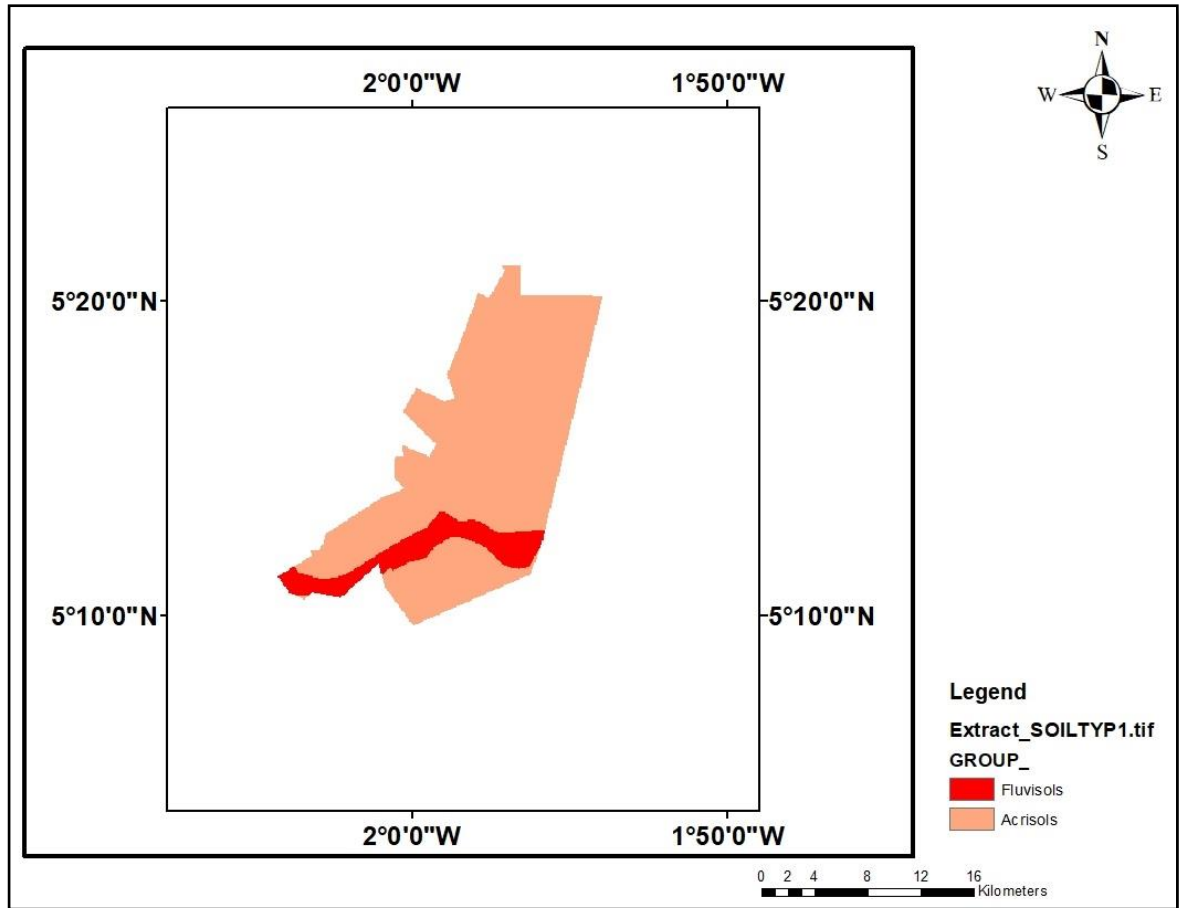 N
W E
S
2°0'0"W 1°50'0"W
5°20'0"N 5°20'0"N
5°10'0"N 5°10'0"N
2°0'0"W 1°50'0"W
Legend
Extract_SOILTYP1.tif
GROUP_
Fluvisols
Acrisols
0 2 4 8 12 16
Kilometers